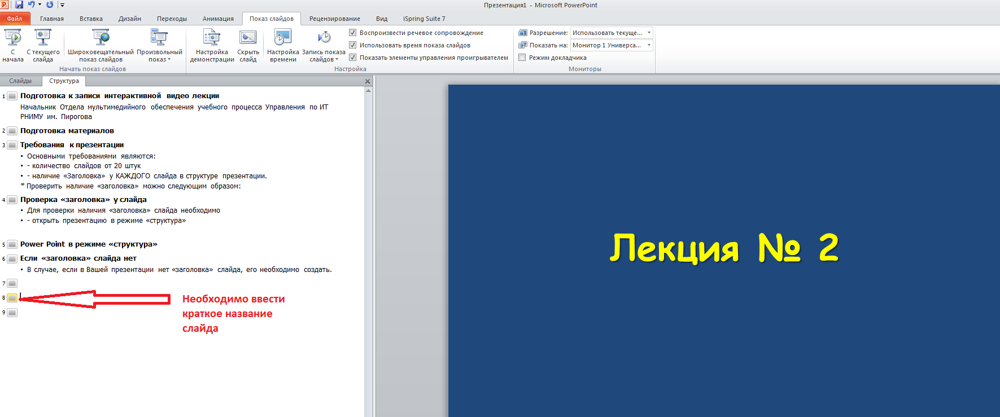 Презентация1 - Microsoft PowerPoint
Файл Главная Вставка Дизайн Переходы Анимация Показ слайдов Рецензирование Вид iSpring Suite 7
С начала
С текущего слайда
Широковещательный показ слайдов
Произвольный показ
Начать показ слайдов
Настройка демонстрации
Скрыть слайд
Настройка времени
Запись показа слайдов
Воспроизвести речевое сопровождение
Использовать время показа слайдов
Показать элементы управления проигрывателем
Настройка
Разрешение: Использовать текуще...
Показать на: Монитор 1 Универса...
Режим докладчика
Мониторы
Слайды Структура
1 Подготовка к записи интерактивной видео лекции
Начальник Отдела мультимедийного обеспечения учебного процесса Управления по ИТ
РНИМУ им. Пирогова
2 Подготовка материалов
3 Требования к презентации
• Основными требованиями являются:
• - количество слайдов от 20 штук
• - наличие «Заголовка» у КАЖДОГО слайда в структуре презентации.
* Проверить наличие «заголовка» можно следующим образом:
4 Проверка «заголовка» у слайда
• Для проверки наличия «заголовка» слайда необходимо
• - открыть презентацию в режиме «структура»
5 Power Point в режиме «структура»
6 Если «заголовка» слайда нет
• В случае, если в Вашей презентации нет «заголовка» слайда, его необходимо создать.
7
8
9
Необходимо ввести
краткое название
слайда
Лекция № 2